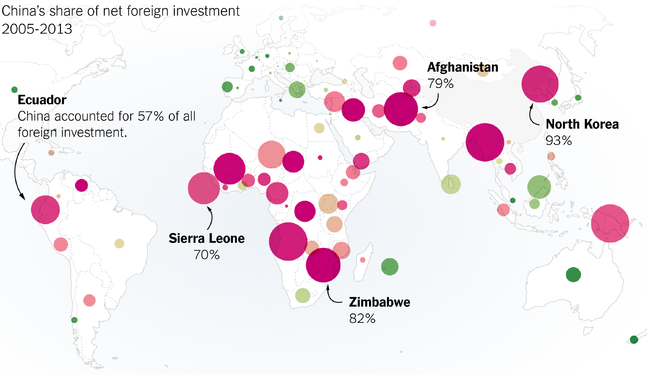 China's share of net foreign investment
2005-2013
Afghanistan
79%
Ecuador
China accounted for 57% of all
foreign investment.
North Korea
93%
Sierra Leone
70%
Zimbabwe
82%